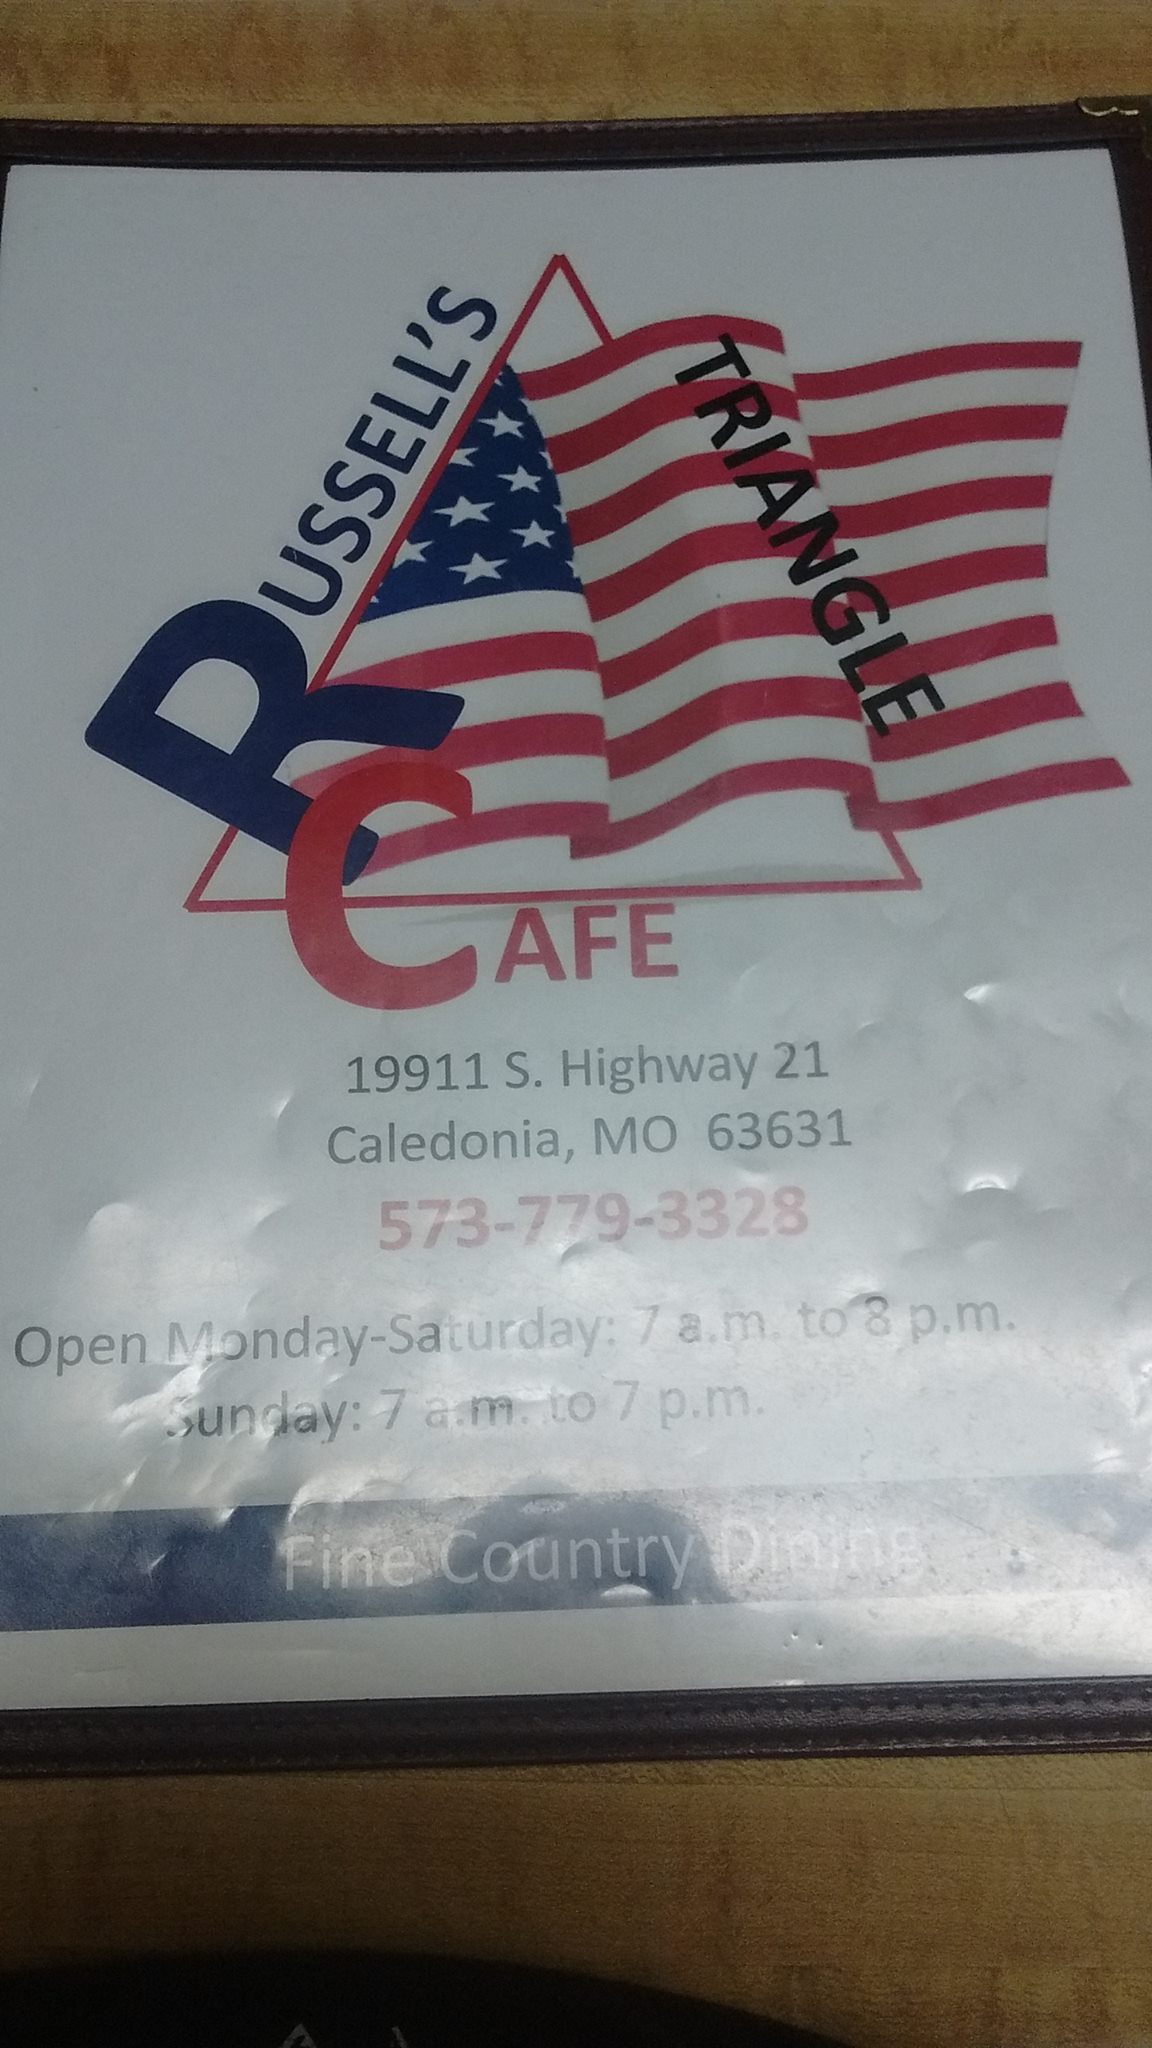 RUSSELL'S
TRIANGLE
CAFE
19911 S. Highway 21
Caledonia, MO 63631
573-779-3328
Open Monday-Saturday: 7 a.m. to 8 p.m.
Sunday: 7 a.m. to 7 p.m.
Fine Country Dining